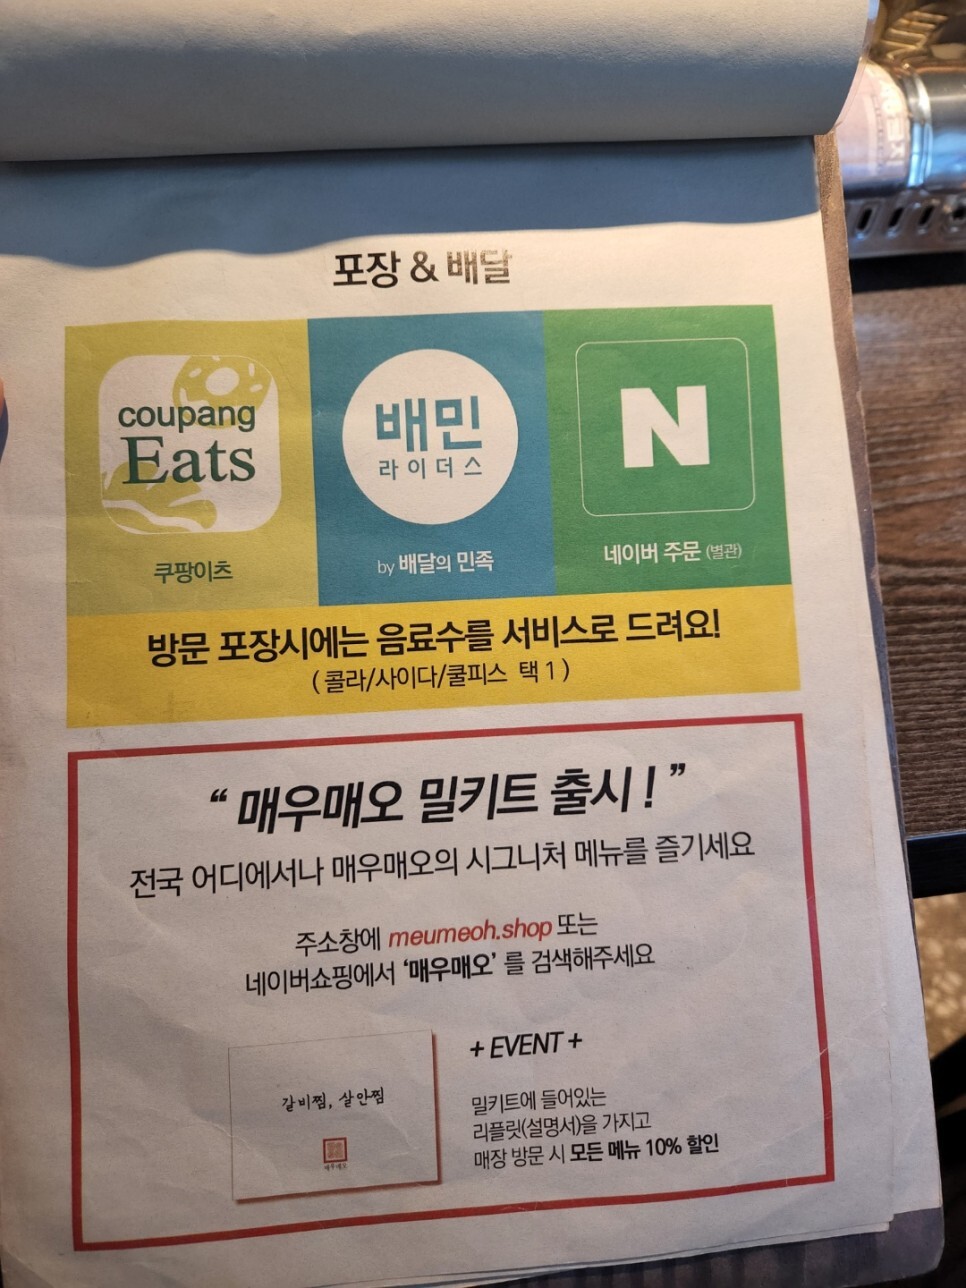 포장 & 배달
coupang
Eats
쿠팡이츠
배민
라이더스
by 배달의 민족
N
네이버 주문 (별관)
방문 포장시에는 음료수를 서비스로 드려요!
(콜라/사이다/쿨피스 택1)
“매우매오 밀키트 출시!”
전국 어디에서나 매우매오의 시그니처 메뉴를 즐기세요
주소창에 meumeoh.shop 또는
네이버쇼핑에서 ‘매우매오’ 를 검색해주세요
갈비찜, 살안찜
매우매오
+ EVENT +
밀키트에 들어있는
리플릿(설명서)을 가지고
매장 방문 시 모든 메뉴 10% 할인